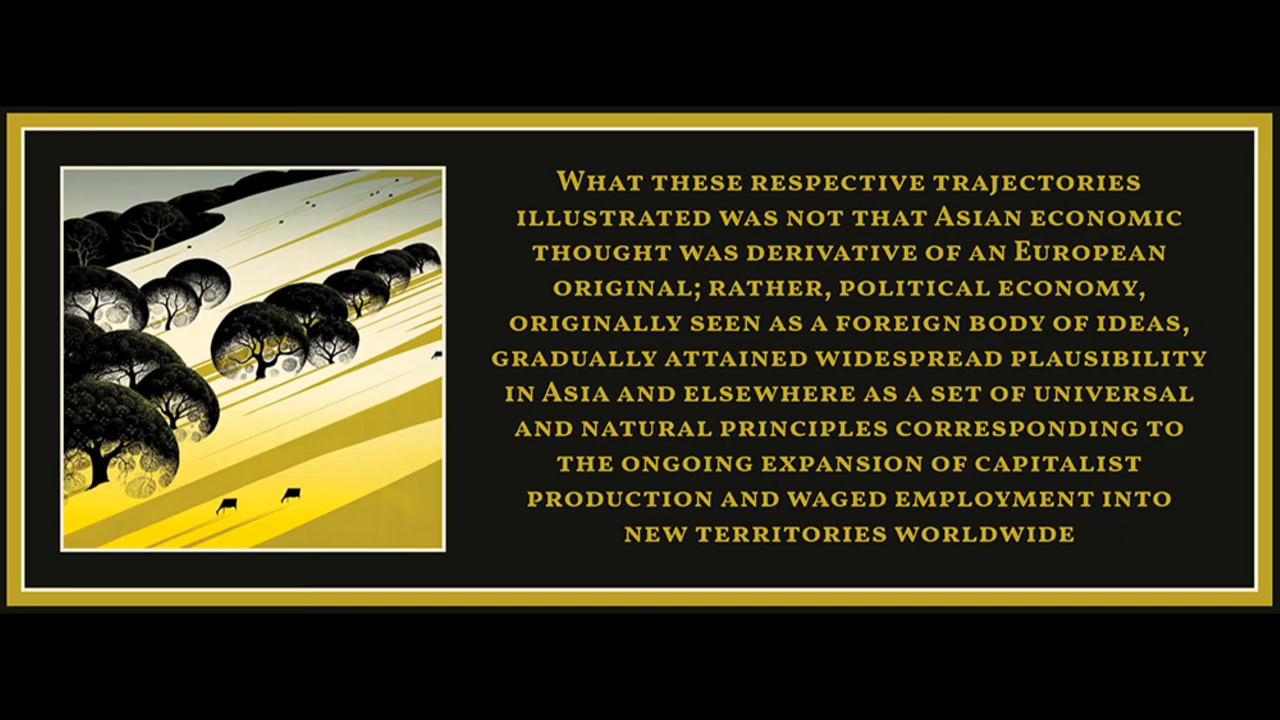 What these respective trajectories
illustrated was not that Asian economic
thought was derivative of an European
original; rather, political economy,
originally seen as a foreign body of ideas,
gradually attained widespread plausibility
in Asia and elsewhere as a set of universal
and natural principles corresponding to
the ongoing expansion of capitalist
production and waged employment into
new territories worldwide